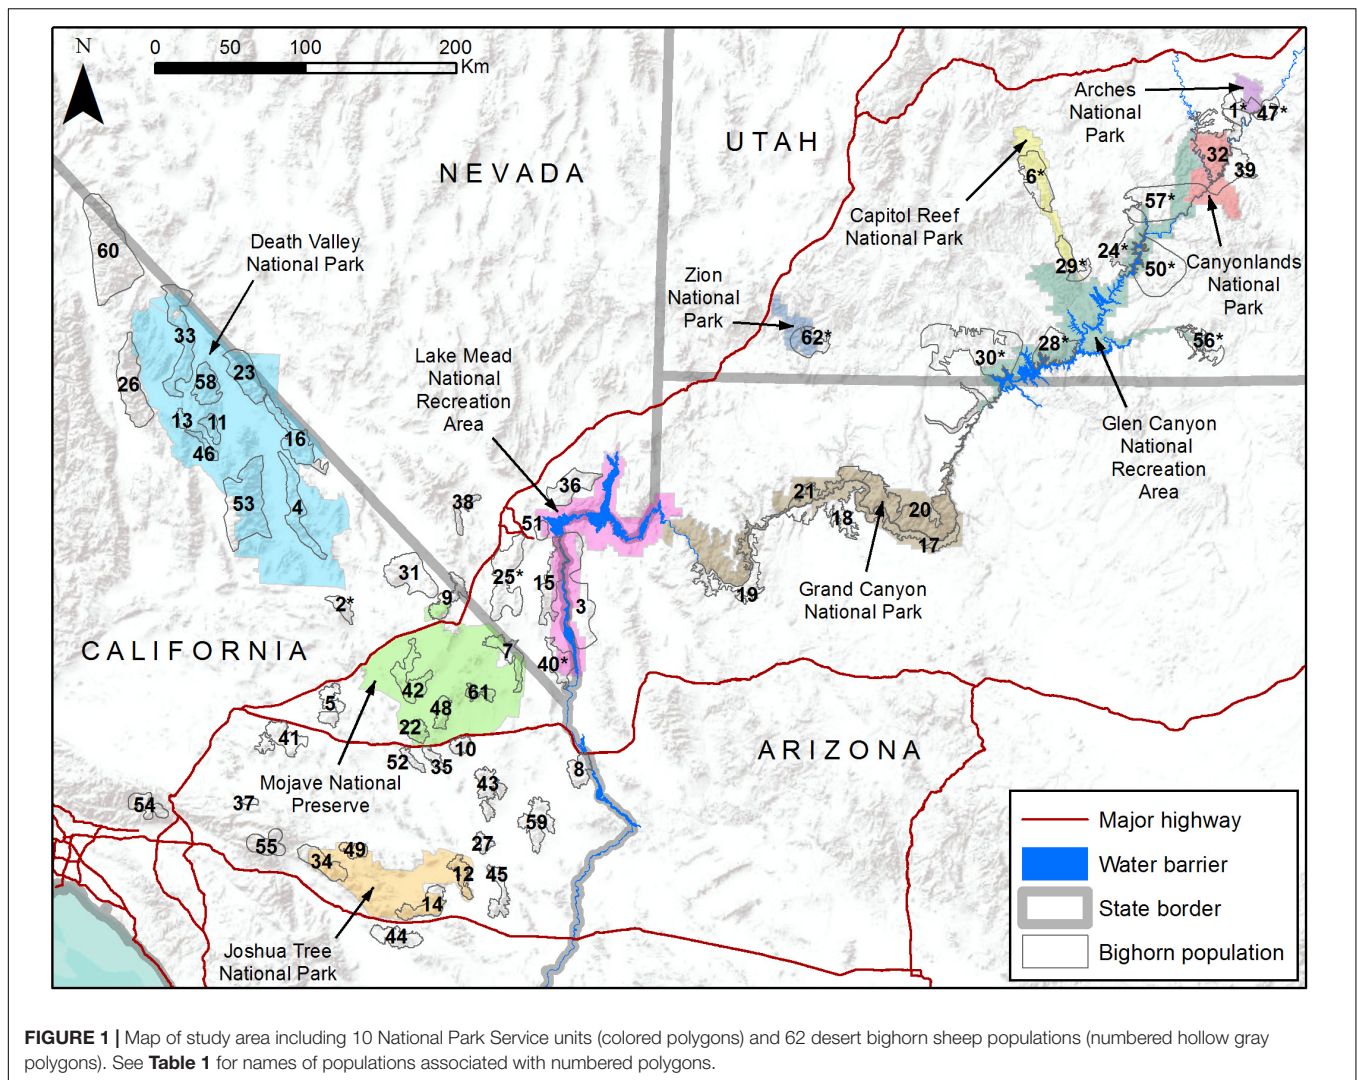 N
0 50 100 200
Km
NEVADA
UTAH
Arches
National
Park
1*
47*
32
39
6*
57*
Capitol Reef
National Park
24*
29*
50*
Canyonlands
National
Park
60
Death Valley
National Park
Zion
National
Park
62*
33
58
23
26
13
11
46
16
53
4
Lake Mead
National
Recreation
Area
30*
28*
56*
Glen Canyon
National
Recreation
Area
36
38
51
21
18
20
17
19
Grand Canyon
National Park
31
9
25*
15
3
2*
CALIFORNIA
7
40*
42
61
5
48
22
41
10
52
35
8
Mojave National
Preserve
ARIZONA
43
54
37
59
55
49
34
27
12
45
14
44
Joshua Tree
National Park
Major highway
Water barrier
State border
Bighorn population
FIGURE 1 | Map of study area including 10 National Park Service units (colored polygons) and 62 desert bighorn sheep populations (numbered hollow gray
polygons). See Table 1 for names of populations associated with numbered polygons.